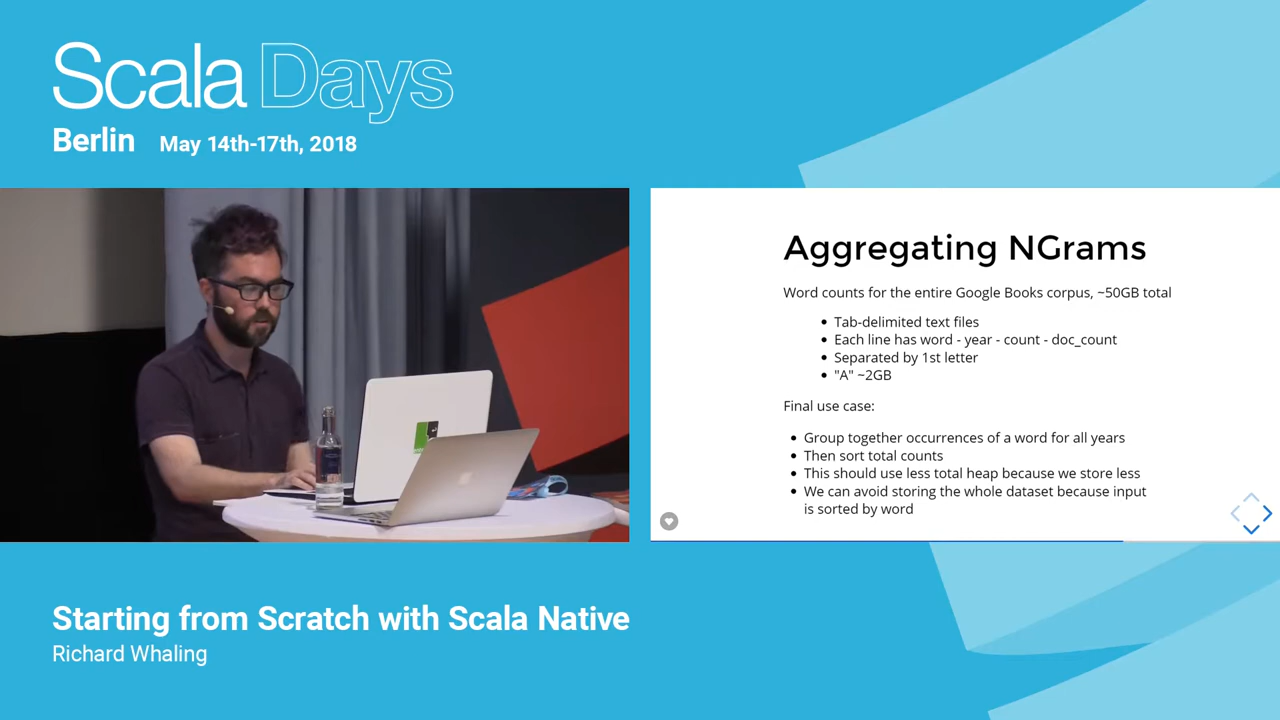 Scala Days
Berlin May 14th-17th, 2018
Aggregating NGrams
Word counts for the entire Google Books corpus, ~50GB total
• Tab-delimited text files
• Each line has word - year - count - doc_count
• Separated by 1st letter
• "A" ~2GB
Final use case:
• Group together occurrences of a word for all years
• Then sort total counts
• This should use less total heap because we store less
• We can avoid storing the whole dataset because input
is sorted by word
Starting from Scratch with Scala Native
Richard Whaling